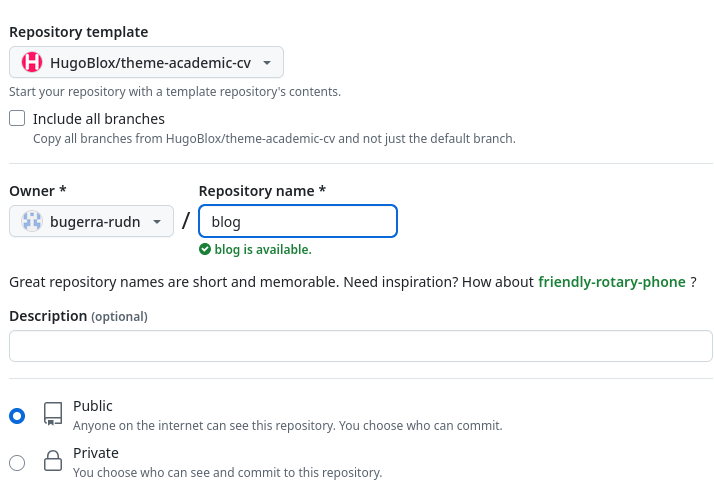 Repository template
HugoBlox/theme-academic-cv
Start your repository with a template repository's contents.
Include all branches
Copy all branches from HugoBlox/theme-academic-cv and not just the default branch.
Owner * Repository name *
bugerra-rudn / blog
blog is available.
Great repository names are short and memorable. Need inspiration? How about friendly-rotary-phone ?
Description (optional)
Public
Anyone on the internet can see this repository. You choose who can commit.
Private
You choose who can see and commit to this repository.